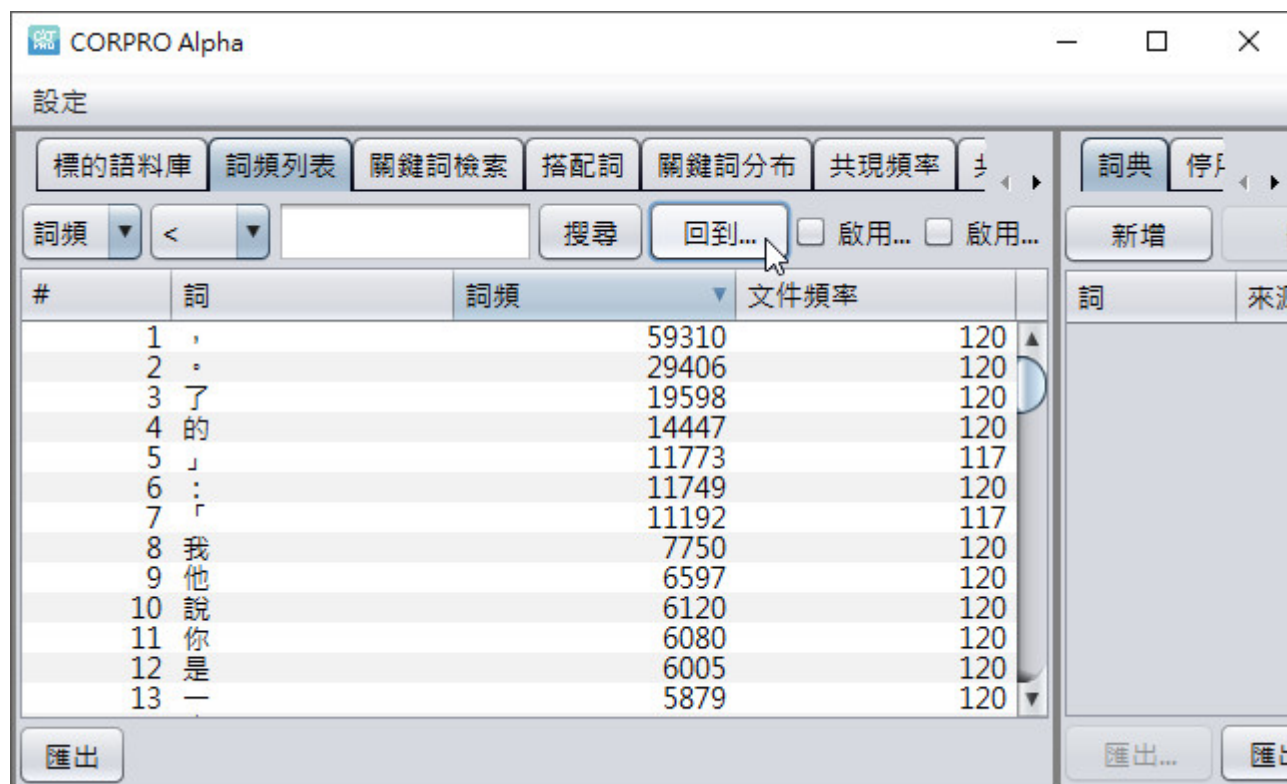 CORPRO Alpha
設定
標的語料庫 詞頻列表 關鍵詞檢索 搭配詞 關鍵詞分布 共現頻率 詞典
詞頻 < 搜尋 回到... 啟用... 啟用... 新增
# 詞 詞頻 文件頻率 詞
1 ， 59310 120
2 。 29406 120
3 了 19598 120
4 的 14447 120
5 」 11773 117
6 ： 11749 120
7 「 11192 117
8 我 7750 120
9 他 6597 120
10 說 6120 120
11 你 6080 120
12 是 6005 120
13 一 5879 120
匯出 匯出...